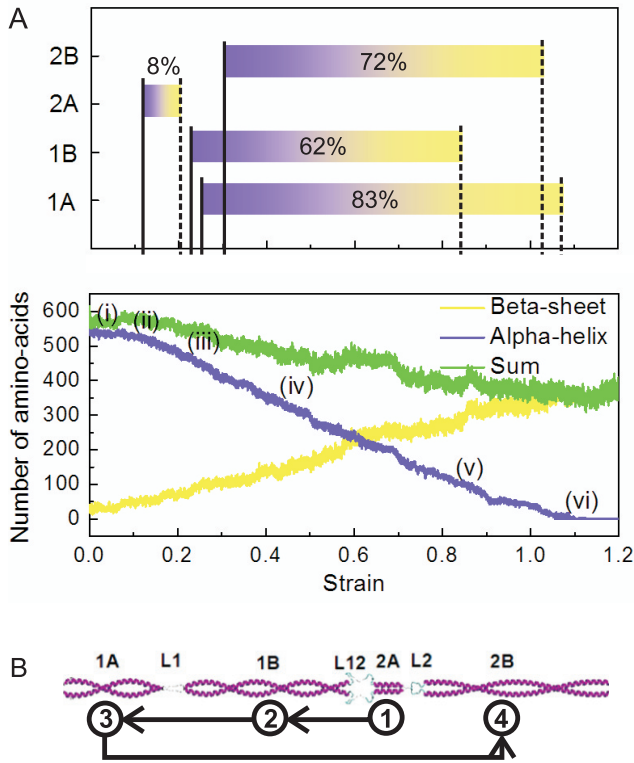 A
2B
8%
72%
2A
1B
62%
1A
83%
600
(i)
(ii)
Beta-sheet
500
(iii)
Alpha-helix
Sum
400
(iv)
300
200
(v)
100
(vi)
0
Number of amino-acids
0.0 0.2 0.4 0.6 0.8 1.0 1.2
Strain
B
1A L1 1B L12 2A L2 2B
3 2 1 4